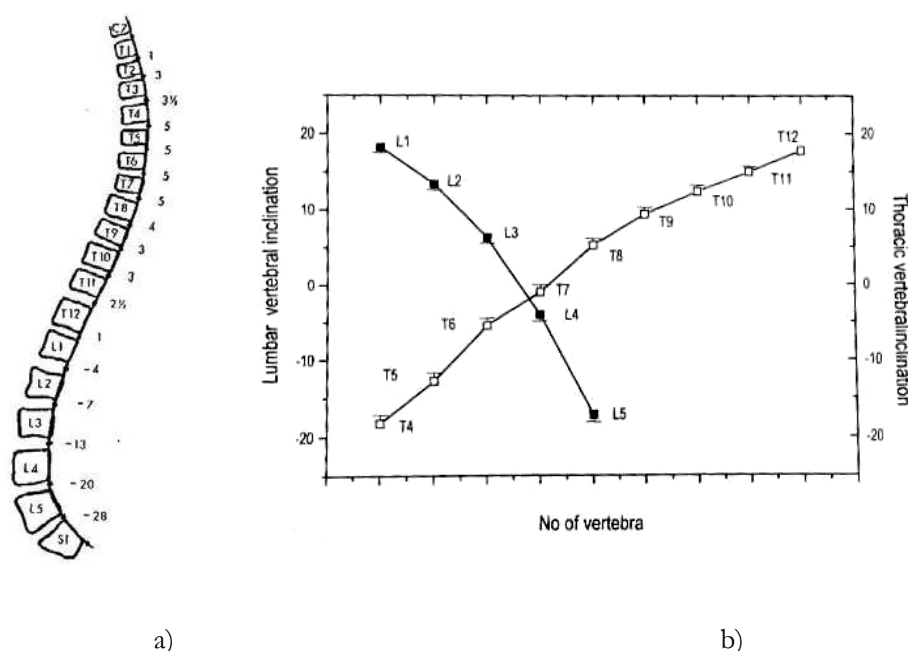 C7
T1
1
T2
3
T3
3½
T4
5
T5
5
T6
5
T7
5
T8
4
T9
3
T10
3
T11
2½
T12
1
L1
-4
L2
-7
L3
-13
L4
-20
L5
-28
S1
a)
20
10
0
-10
-20
Lumbar vertebral inclination
L1
L2
L3
L4
L5
T4
T5
T6
T7
T8
T9
T10
T11
T12
20
10
0
-10
-20
Thoracic vertebralinclination
No of vertebra
b)